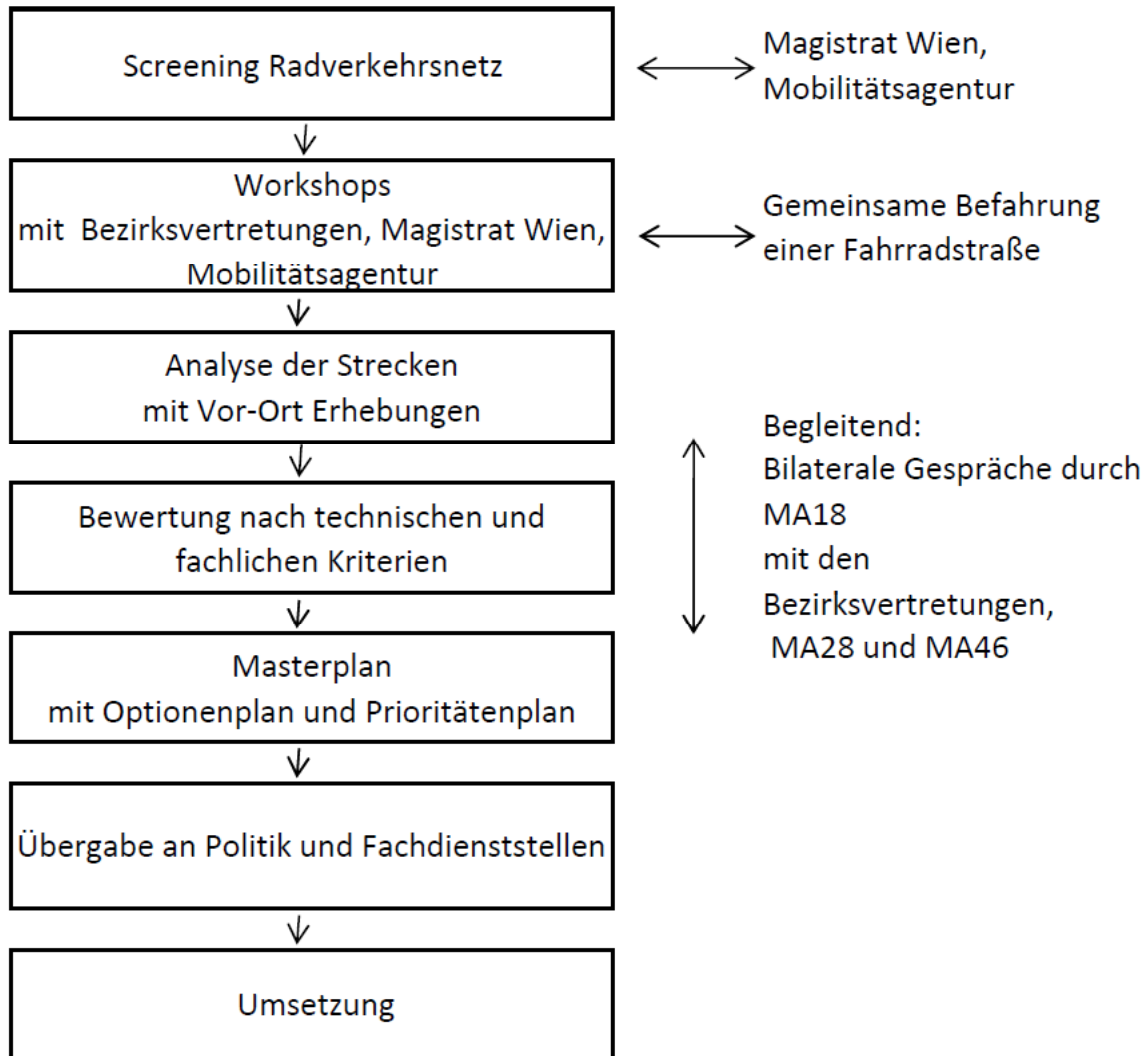 Screening Radverkehrsnetz
Magistrat Wien,
Mobilitätsagentur
Workshops
mit Bezirksvertretungen, Magistrat Wien,
Mobilitätsagentur
Gemeinsame Befahrung
einer Fahrradstraße
Analyse der Strecken
mit Vor-Ort Erhebungen
Bewertung nach technischen und
fachlichen Kriterien
Masterplan
mit Optionenplan und Prioritätenplan
Begleitend:
Bilaterale Gespräche durch
MA18
mit den
Bezirksvertretungen,
MA28 und MA46
Übergabe an Politik und Fachdienststellen
Umsetzung